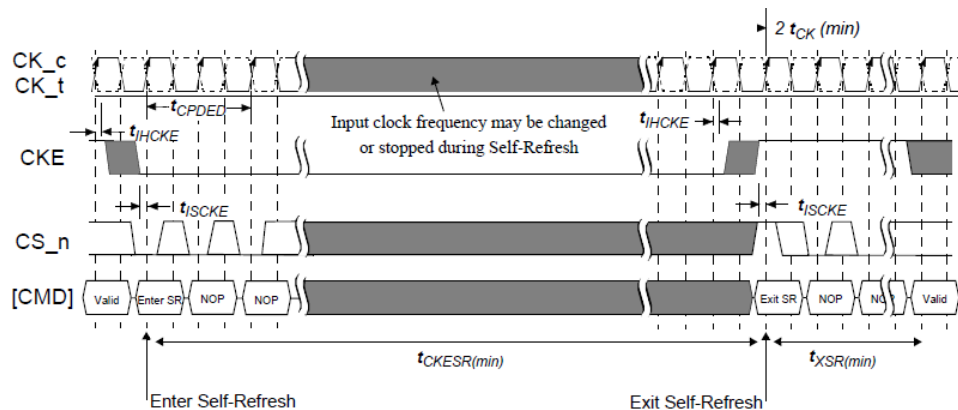 2 tCK (min)
CK_c
CK_t
tCPDED
tIHCKE
Input clock frequency may be changed
or stopped during Self-Refresh
tIHCKE
CKE
tISCKE
tISCKE
CS_n
[CMD]
Valid
Enter SR
NOP
NOP
Exit SR
NOP
NOP
Valid
tCKESR(min)
tXSR(min)
Enter Self-Refresh
Exit Self-Refresh